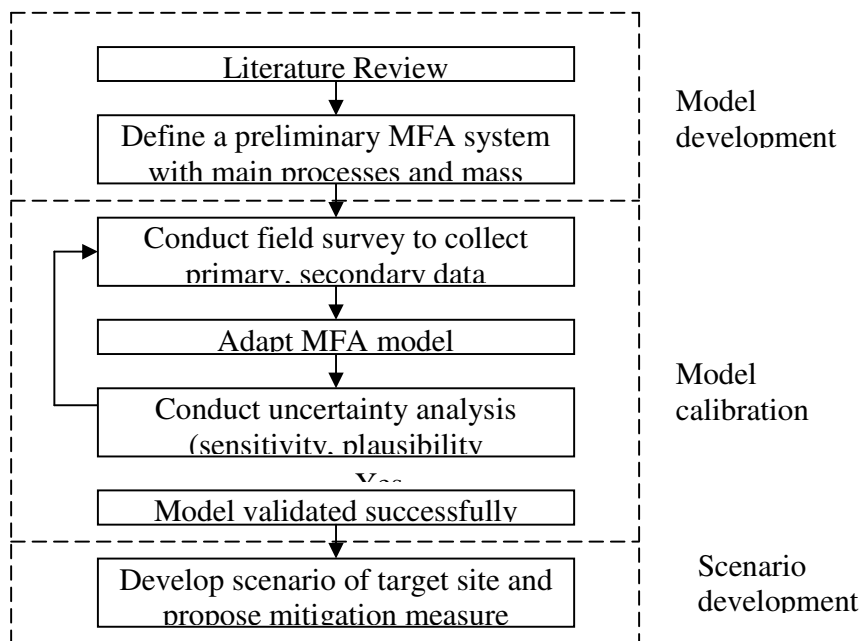 Literature Review
Define a preliminary MFA system
with main processes and mass
Model
development
Conduct field survey to collect
primary, secondary data
Adapt MFA model
Conduct uncertainty analysis
(sensitivity, plausibility
Yes
Model validated successfully
Model
calibration
Develop scenario of target site and
propose mitigation measure
Scenario
development